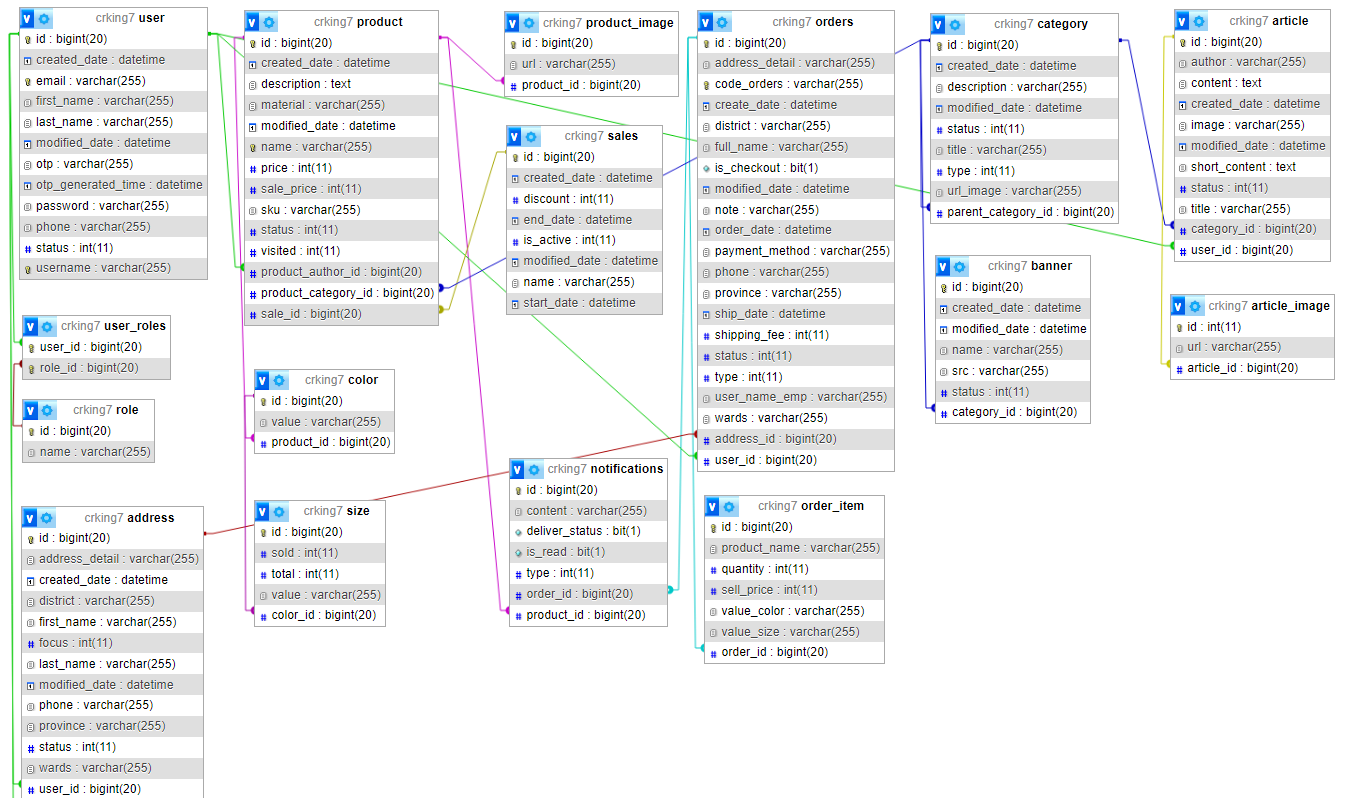 crking7 user
id : bigint(20)
created_date : datetime
email : varchar(255)
first_name : varchar(255)
last_name : varchar(255)
modified_date : datetime
otp : varchar(255)
otp_generated_time : datetime
password : varchar(255)
phone : varchar(255)
status : int(11)
username : varchar(255)
crking7 user_roles
user_id : bigint(20)
role_id : bigint(20)
crking7 role
id : bigint(20)
name : varchar(255)
crking7 address
id : bigint(20)
address_detail : varchar(255)
created_date : datetime
district : varchar(255)
first_name : varchar(255)
focus : int(11)
last_name : varchar(255)
modified_date : datetime
phone : varchar(255)
province : varchar(255)
status : int(11)
wards : varchar(255)
user_id : bigint(20)
crking7 product
id : bigint(20)
created_date : datetime
description : text
material : varchar(255)
modified_date : datetime
name : varchar(255)
price : int(11)
sale_price : int(11)
sku : varchar(255)
status : int(11)
visited : int(11)
product_author_id : bigint(20)
product_category_id : bigint(20)
sale_id : bigint(20)
crking7 color
id : bigint(20)
value : varchar(255)
product_id : bigint(20)
crking7 size
id : bigint(20)
sold : int(11)
total : int(11)
value : varchar(255)
color_id : bigint(20)
crking7 product_image
id : bigint(20)
url : varchar(255)
product_id : bigint(20)
crking7 sales
id : bigint(20)
created_date : datetime
discount : int(11)
end_date : datetime
is_active : int(11)
modified_date : datetime
name : varchar(255)
start_date : datetime
crking7 notifications
id : bigint(20)
content : varchar(255)
deliver_status : bit(1)
is_read : bit(1)
type : int(11)
order_id : bigint(20)
product_id : bigint(20)
crking7 orders
id : bigint(20)
address_detail : varchar(255)
code_orders : varchar(255)
create_date : datetime
district : varchar(255)
full_name : varchar(255)
is_checkout : bit(1)
modified_date : datetime
note : varchar(255)
order_date : datetime
payment_method : varchar(255)
phone : varchar(255)
province : varchar(255)
ship_date : datetime
shipping_fee : int(11)
status : int(11)
type : int(11)
user_name_emp : varchar(255)
wards : varchar(255)
address_id : bigint(20)
user_id : bigint(20)
crking7 order_item
id : bigint(20)
product_name : varchar(255)
quantity : int(11)
sell_price : int(11)
value_color : varchar(255)
value_size : varchar(255)
order_id : bigint(20)
crking7 category
id : bigint(20)
created_date : datetime
description : varchar(255)
modified_date : datetime
status : int(11)
title : varchar(255)
type : int(11)
url_image : varchar(255)
parent_category_id : bigint(20)
crking7 banner
id : bigint(20)
created_date : datetime
modified_date : datetime
name : varchar(255)
src : varchar(255)
status : int(11)
category_id : bigint(20)
crking7 article
id : bigint(20)
author : varchar(255)
content : text
created_date : datetime
image : varchar(255)
modified_date : datetime
short_content : text
status : int(11)
title : varchar(255)
category_id : bigint(20)
user_id : bigint(20)
crking7 article_image
id : int(11)
url : varchar(255)
article_id : bigint(20)